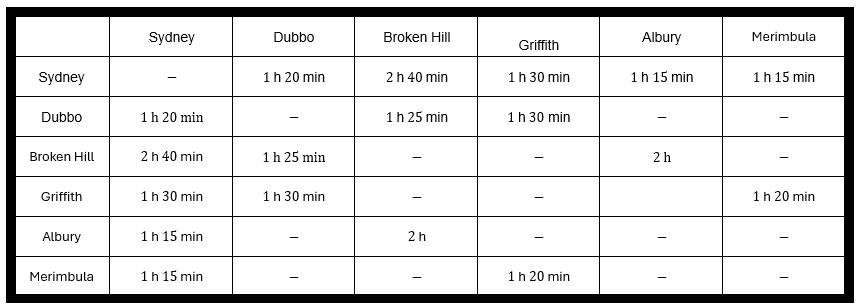 Sydney Dubbo Broken Hill Griffith Albury Merimbula
Sydney – 1 h 20 min 2 h 40 min 1 h 30 min 1 h 15 min 1 h 15 min
Dubbo 1 h 20 min – 1 h 25 min 1 h 30 min – –
Broken Hill 2 h 40 min 1 h 25 min – – 2 h –
Griffith 1 h 30 min 1 h 30 min – – 1 h 20 min
Albury 1 h 15 min – 2 h – – –
Merimbula 1 h 15 min – – 1 h 20 min – –